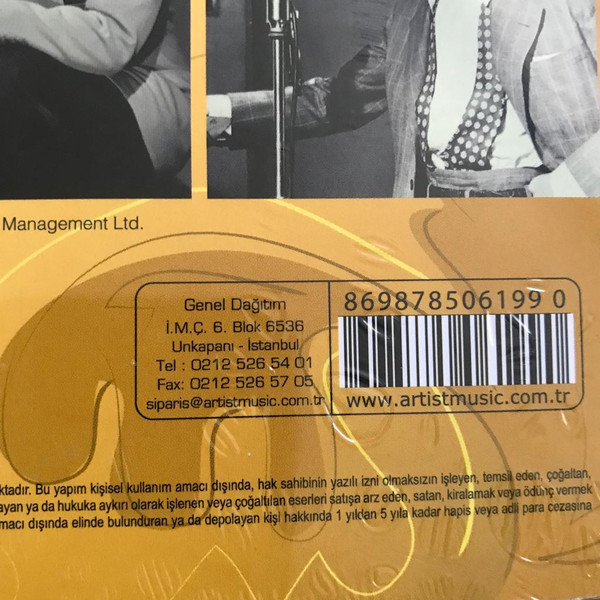 Management Ltd.
Genel Dağıtım
İ.M.Ç. 6. Blok 6536
Unkapanı - İstanbul
Tel : 0212 526 54 01
Fax: 0212 526 57 05
siparis@artistmusic.com.tr
869878506199 0
www.artistmusic.com.tr
ktadır. Bu yapım kişisel kullanım amacı dışında, hak sahibinin yazılı izni olmaksızın işleyen, temsil eden, çoğaltan,
ayan ya da hukuka aykırı olarak işlenen veya çoğaltılan eserleri satışa arz eden, satan, kiralamak veya ödünç vermek
macı dışında elinde bulunduran ya da depolayan kişi hakkında 1 yıldan 5 yıla kadar hapis veya adli para cezasına